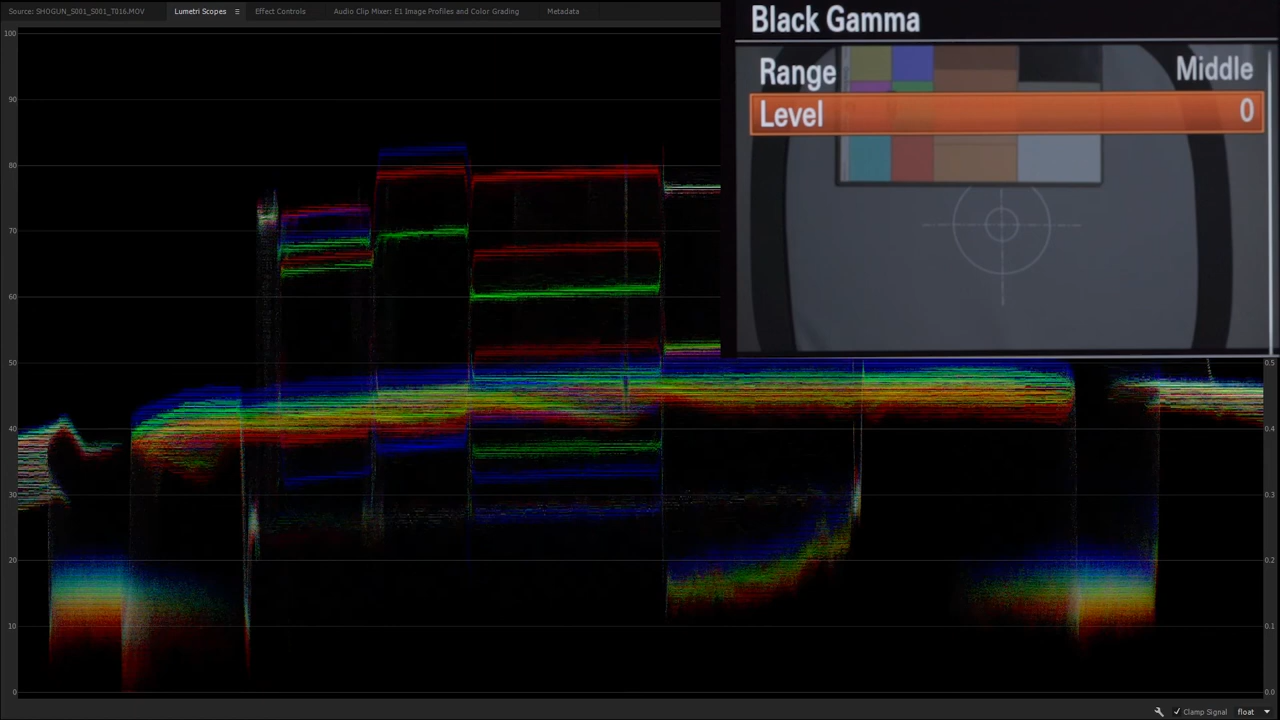 Source: SHOGUN_S001_S001_T016.MOV Lumetri Scopes Effect Controls Audio Clip Mixer: E1 Image Profiles and Color Grading Metadata
Black Gamma
Range Middle
Level 0
100
90
80
70
60
50 0.5
40 0.4
30 0.3
20 0.2
10 0.1
0 0
Clamp Signal float